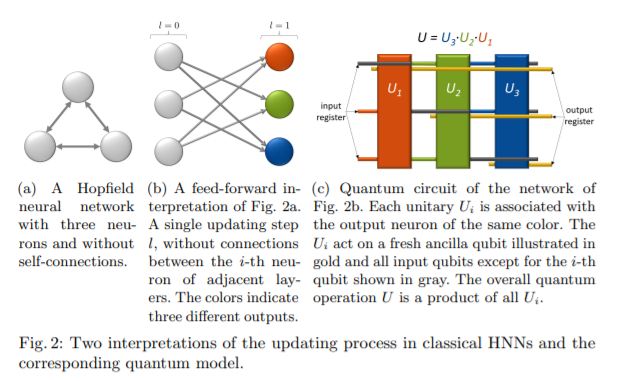 l = 0
l = 1
U = U3·U2·U1
U1
U2
U3
input
register
output
register
(a) A Hopfield
neural network
with three neu-
rons and without
self-connections.
(b) A feed-forward in-
terpretation of Fig. 2a.
A single updating step
l, without connections
between the i-th neu-
ron of adjacent lay-
ers. The colors indicate
three different outputs.
(c) Quantum circuit of the network of
Fig. 2b. Each unitary Ui is associated with
the output neuron of the same color. The
Ui act on a fresh ancilla qubit illustrated in
gold and all input qubits except for the i-th
qubit shown in gray. The overall quantum
operation U is a product of all Ui.
Fig. 2: Two interpretations of the updating process in classical HNNs and the
corresponding quantum model.